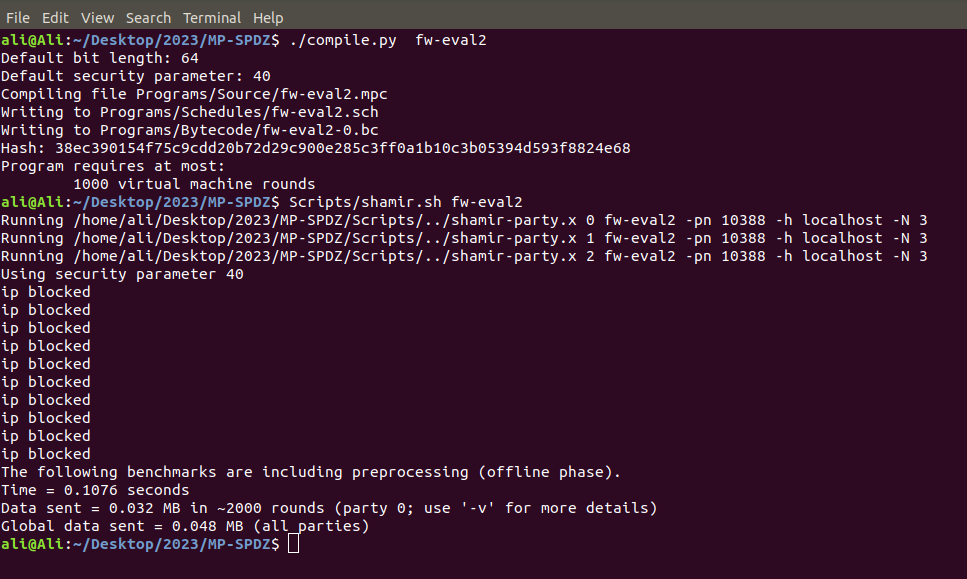 File Edit View Search Terminal Help
ali@Ali:~/Desktop/2023/MP-SPDZ$ ./compile.py  fw-eval2
Default bit length: 64
Default security parameter: 40
Compiling file Programs/Source/fw-eval2.mpc
Writing to Programs/Schedules/fw-eval2.sch
Writing to Programs/Bytecode/fw-eval2-0.bc
Hash: 38ec390154f75c9cdd20b72d29c900e285c3ff0a1b10c3b05394d593f8824e68
Program requires at most:
        1000 virtual machine rounds
ali@Ali:~/Desktop/2023/MP-SPDZ$ Scripts/shamir.sh fw-eval2
Running /home/ali/Desktop/2023/MP-SPDZ/Scripts/../shamir-party.x 0 fw-eval2 -pn 10388 -h localhost -N 3
Running /home/ali/Desktop/2023/MP-SPDZ/Scripts/../shamir-party.x 1 fw-eval2 -pn 10388 -h localhost -N 3
Running /home/ali/Desktop/2023/MP-SPDZ/Scripts/../shamir-party.x 2 fw-eval2 -pn 10388 -h localhost -N 3
Using security parameter 40
ip blocked
ip blocked
ip blocked
ip blocked
ip blocked
ip blocked
ip blocked
ip blocked
ip blocked
ip blocked
The following benchmarks are including preprocessing (offline phase).
Time = 0.1076 seconds
Data sent = 0.032 MB in ~2000 rounds (party 0; use '-v' for more details)
Global data sent = 0.048 MB (all parties)
ali@Ali:~/Desktop/2023/MP-SPDZ$